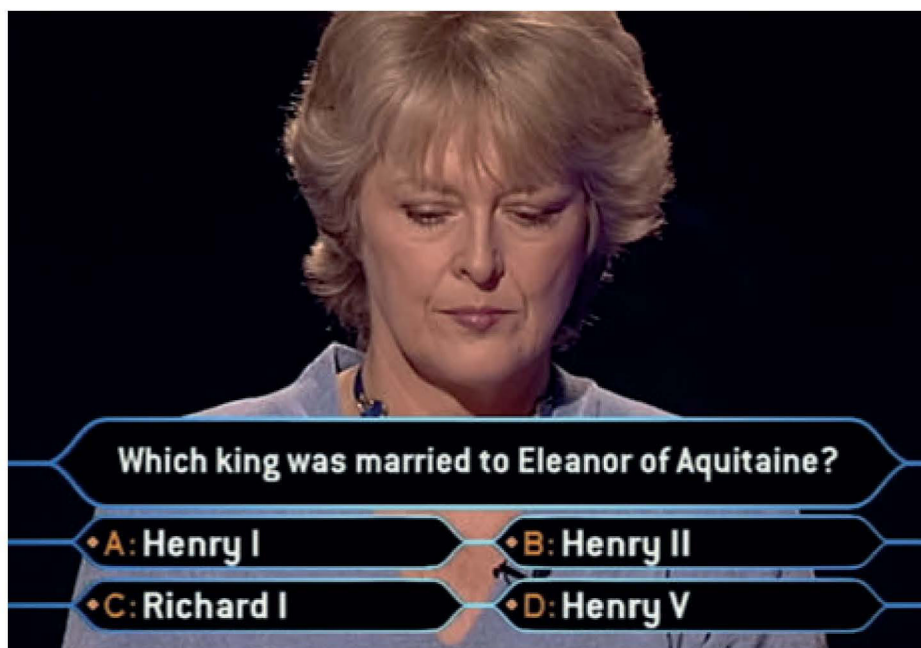 Which king was married to Eleanor of Aquitaine?
A: Henry I
B: Henry II
C: Richard I
D: Henry V